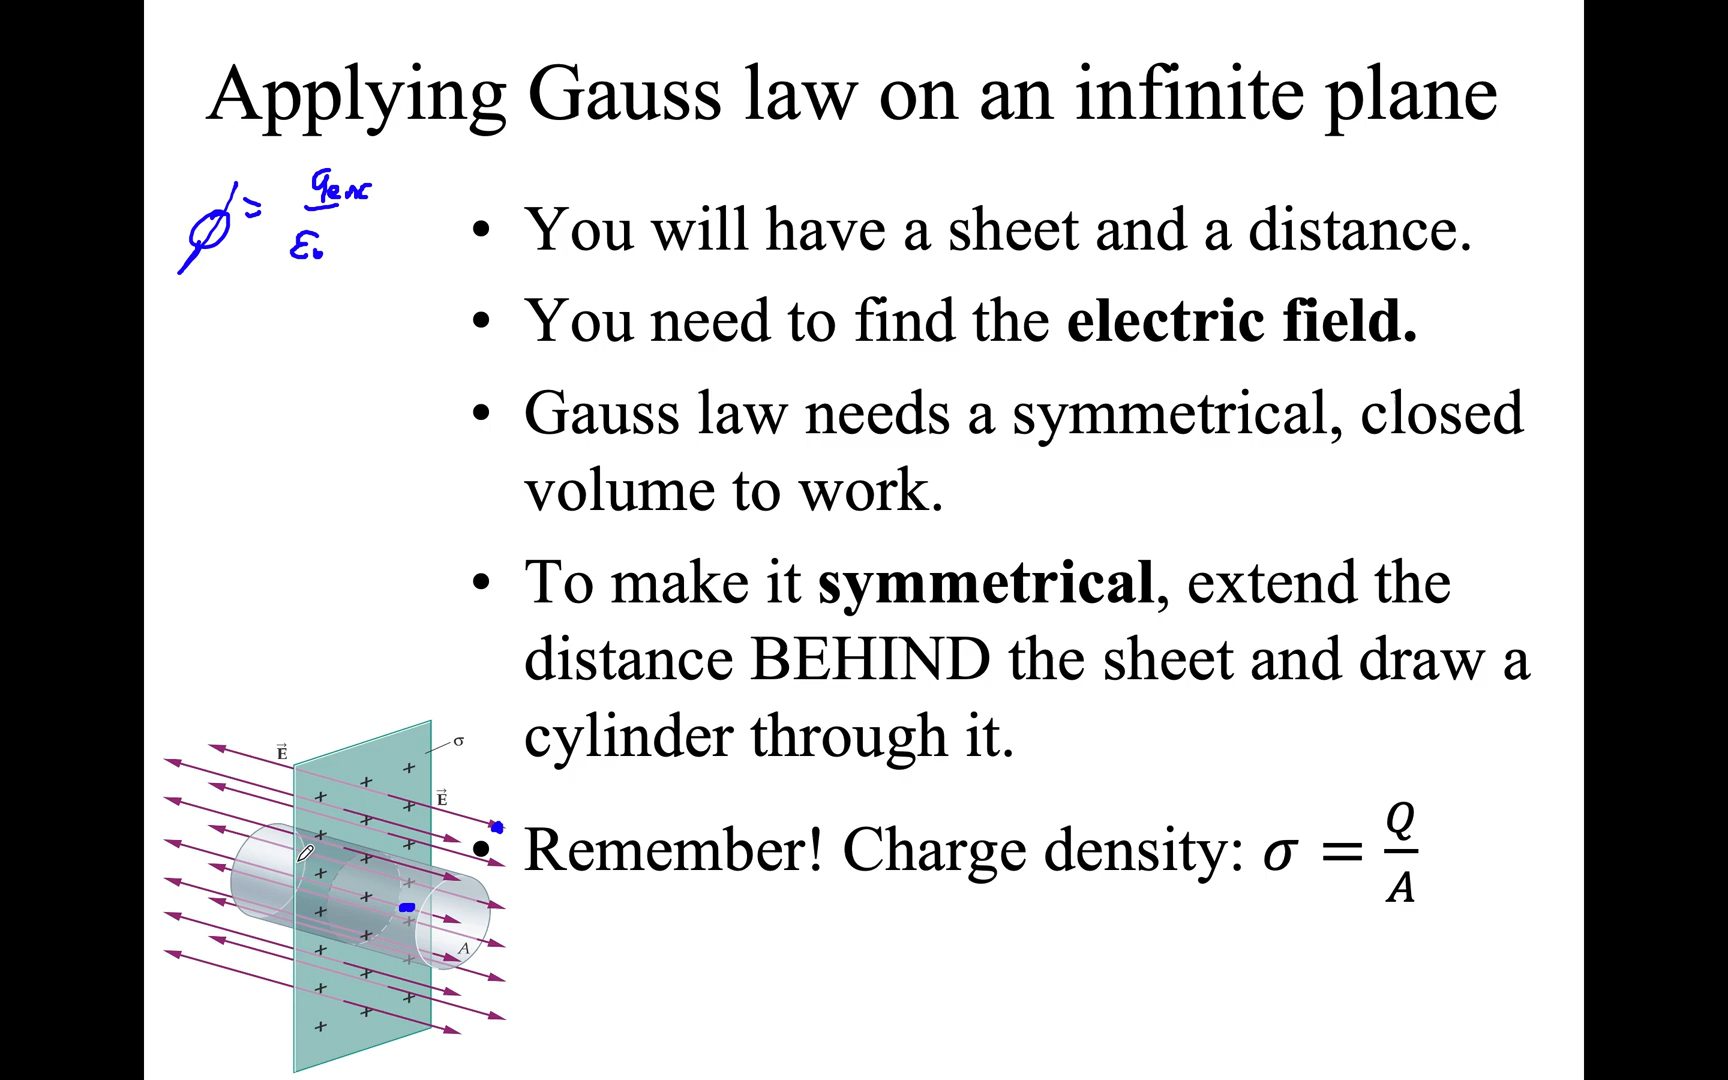 Applying Gauss law on an infinite plane
ϕ = qenc / ε₀
• You will have a sheet and a distance.
• You need to find the electric field.
• Gauss law needs a symmetrical, closed
volume to work.
• To make it symmetrical, extend the
distance BEHIND the sheet and draw a
cylinder through it.
• Remember! Charge density: σ = Q/A
E⃗
σ
E⃗
A